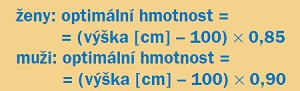 ženy: optimální hmotnost =
= (výška [cm] – 100) × 0,85
muži: optimální hmotnost =
= (výška [cm] – 100) × 0,90